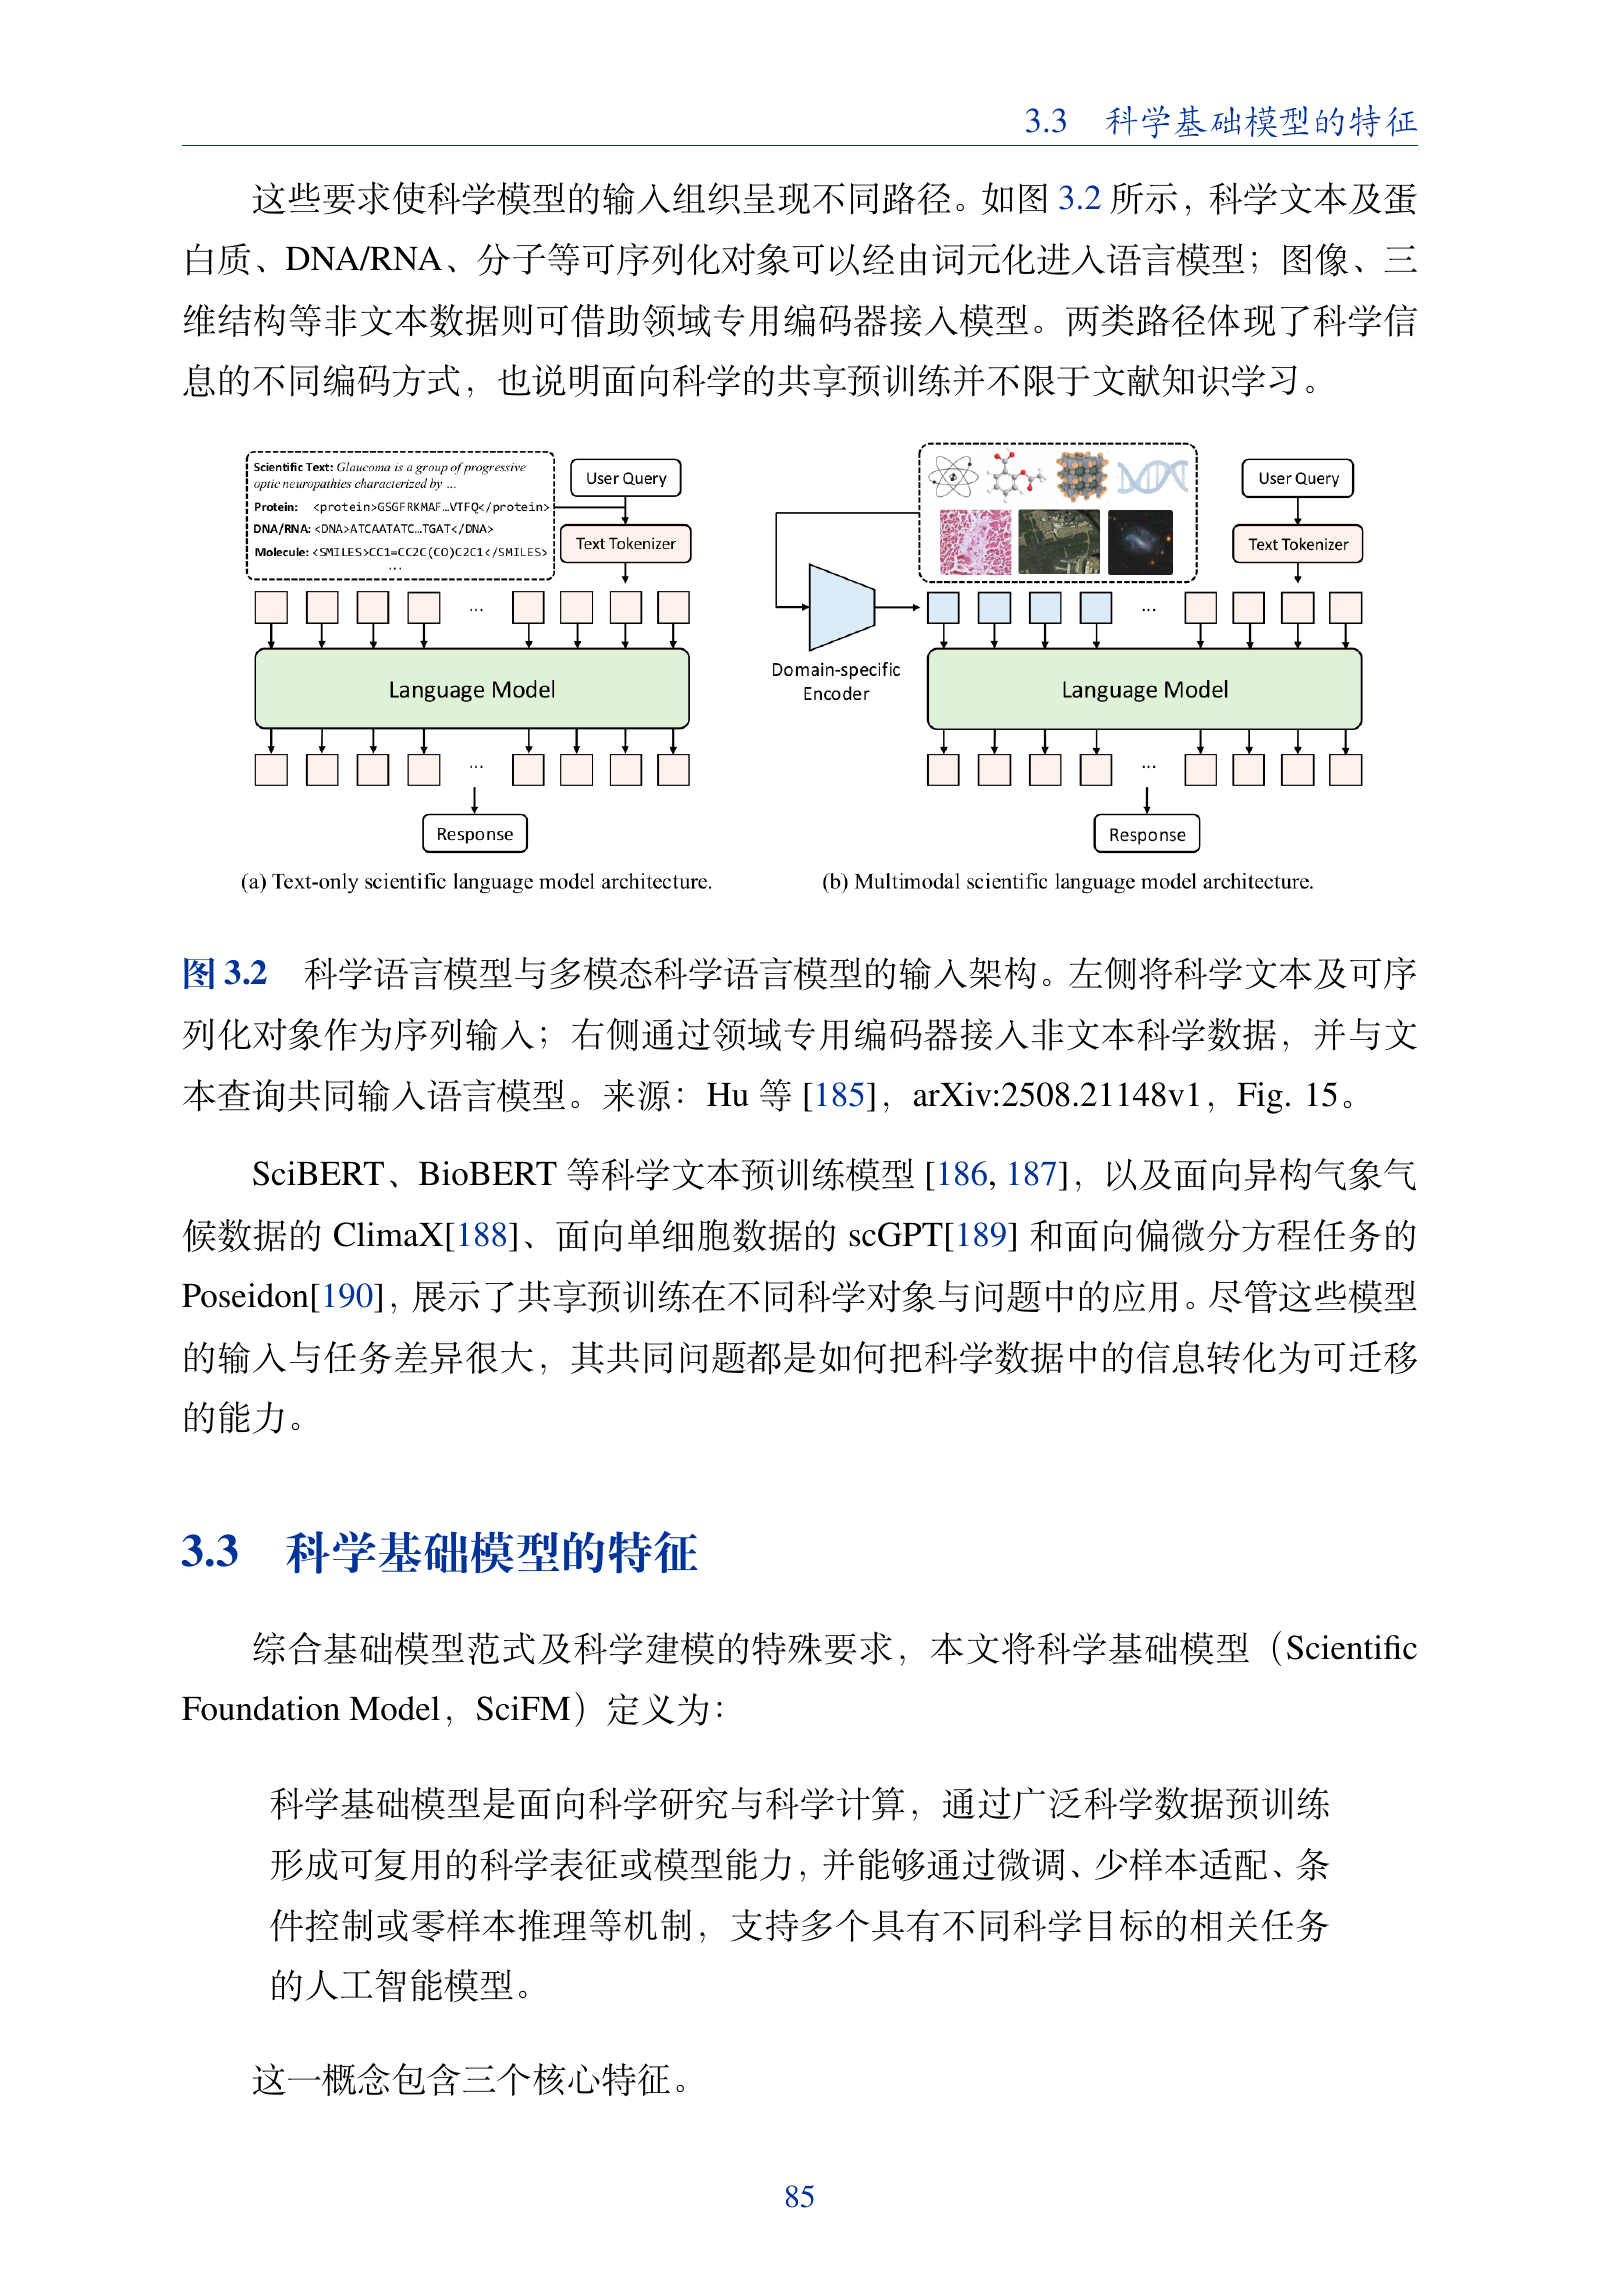 3.3 科学基础模型的特征
这些要求使科学模型的输入组织呈现不同路径。如图 3.2 所示，科学文本及蛋
白质、DNA/RNA、分子等可序列化对象可以经由词元化进入语言模型；图像、三
维结构等非文本数据则可借助领域专用编码器接入模型。两类路径体现了科学信
息的不同编码方式，也说明面向科学的共享预训练并不限于文献知识学习。
Scientific Text: Glaucoma is a group of progressive
optic neuropathies characterized by ...
Protein: <protein>GSGFRKMAF…VTFQ</protein>
DNA/RNA: <DNA>ATCAATATC…TGAT</DNA>
Molecule: <SMILES>CC1=CC2C(CO)C2C1</SMILES>
...
User Query
Text Tokenizer
...
Language Model
...
Response
(a) Text-only scientific language model architecture.
User Query
Text Tokenizer
Domain-specific
Encoder
...
Language Model
...
Response
(b) Multimodal scientific language model architecture.
图 3.2 科学语言模型与多模态科学语言模型的输入架构。左侧将科学文本及可序
列化对象作为序列输入；右侧通过领域专用编码器接入非文本科学数据，并与文
本查询共同输入语言模型。来源：Hu 等 [185]，arXiv:2508.21148v1，Fig. 15。
SciBERT、BioBERT 等科学文本预训练模型 [186, 187]，以及面向异构气象气
候数据的 ClimaX[188]、面向单细胞数据的 scGPT[189] 和面向偏微分方程任务的
Poseidon[190]，展示了共享预训练在不同科学对象与问题中的应用。尽管这些模型
的输入与任务差异很大，其共同问题都是如何把科学数据中的信息转化为可迁移
的能力。
3.3 科学基础模型的特征
综合基础模型范式及科学建模的特殊要求，本文将科学基础模型（Scientific
Foundation Model，SciFM）定义为：
科学基础模型是面向科学研究与科学计算，通过广泛科学数据预训练
形成可复用的科学表征或模型能力，并能够通过微调、少样本适配、条
件控制或零样本推理等机制，支持多个具有不同科学目标的相关任务
的人工智能模型。
这一概念包含三个核心特征。
85